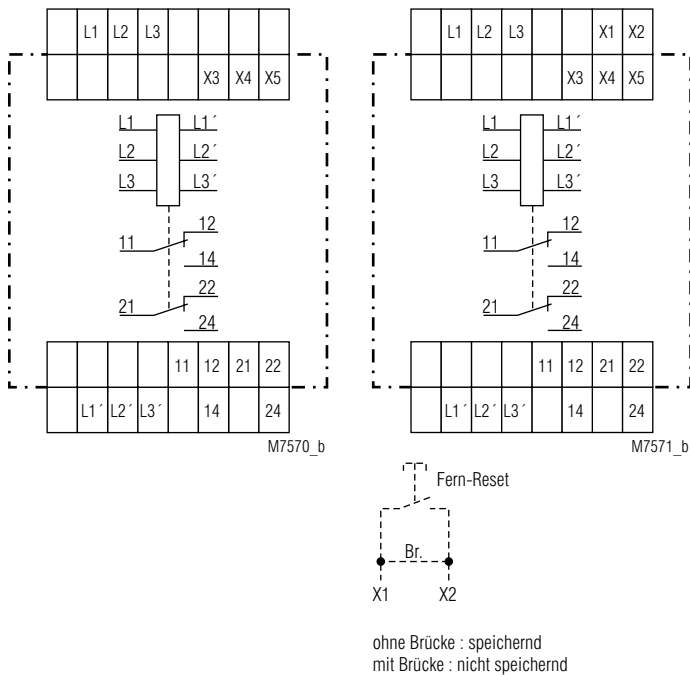 L1 L2 L3
X3 X4 X5
L1 L1´
L2 L2´
L3 L3´
12
11
14
22
21
24
11 12 21 22
L1´ L2´ L3´ 14 24
M7570_b
L1 L2 L3 X1 X2
X3 X4 X5
L1 L1´
L2 L2´
L3 L3´
12
11
14
22
21
24
11 12 21 22
L1´ L2´ L3´ 14 24
M7571_b
Fern-Reset
Br.
X1 X2
ohne Brücke : speichernd
mit Brücke : nicht speichernd